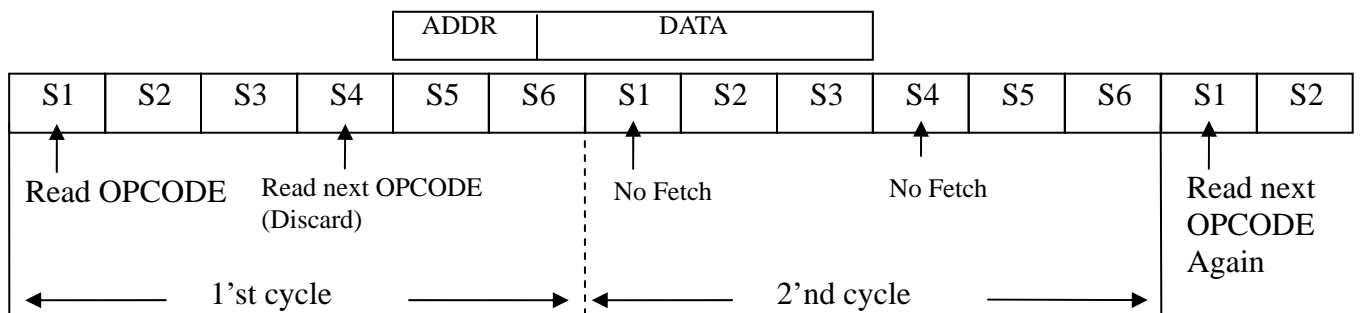 ADDR DATA
S1 S2 S3 S4 S5 S6 S1 S2 S3 S4 S5 S6 S1 S2
Read OPCODE
Read next OPCODE
(Discard)
No Fetch
No Fetch
Read next
OPCODE
Again
1'st cycle
2'nd cycle